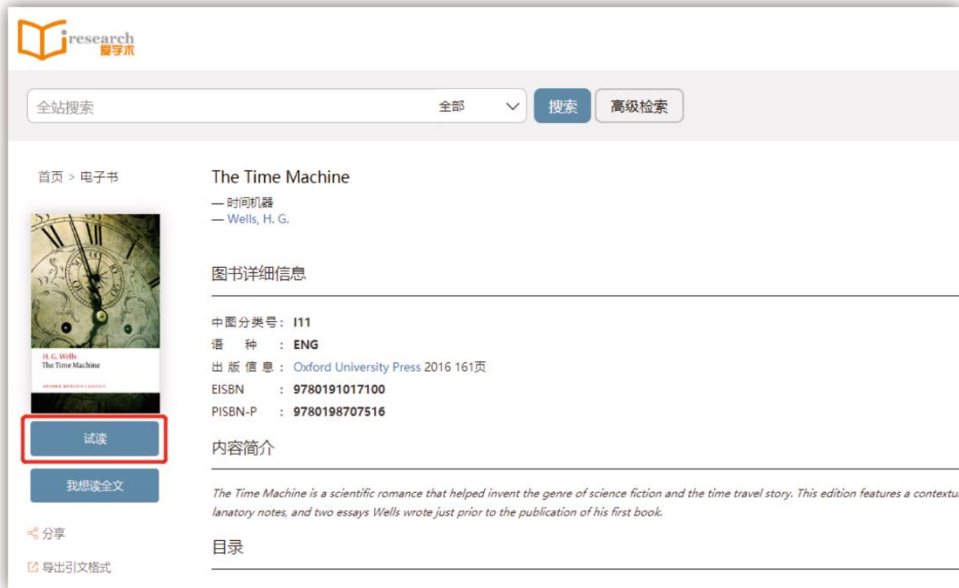 iresearch
爱学术
全站搜索 全部 搜索 高级检索
首页 > 电子书
The Time Machine
— 时间机器
— Wells, H. G.
图书详细信息
中图分类号： I11
语 种 ： ENG
出 版 信 息 ： Oxford University Press 2016 161页
EISBN ： 9780191017100
PISBN-P ： 9780198707516
H. G. Wells
The Time Machine
OXFORD WORLD'S CLASSICS
试读
我想读全文
分享
导出引文格式
内容简介
The Time Machine is a scientific romance that helped invent the genre of science fiction and the time travel story. This edition features a contextu
lanatory notes, and two essays Wells wrote just prior to the publication of his first book.
目录